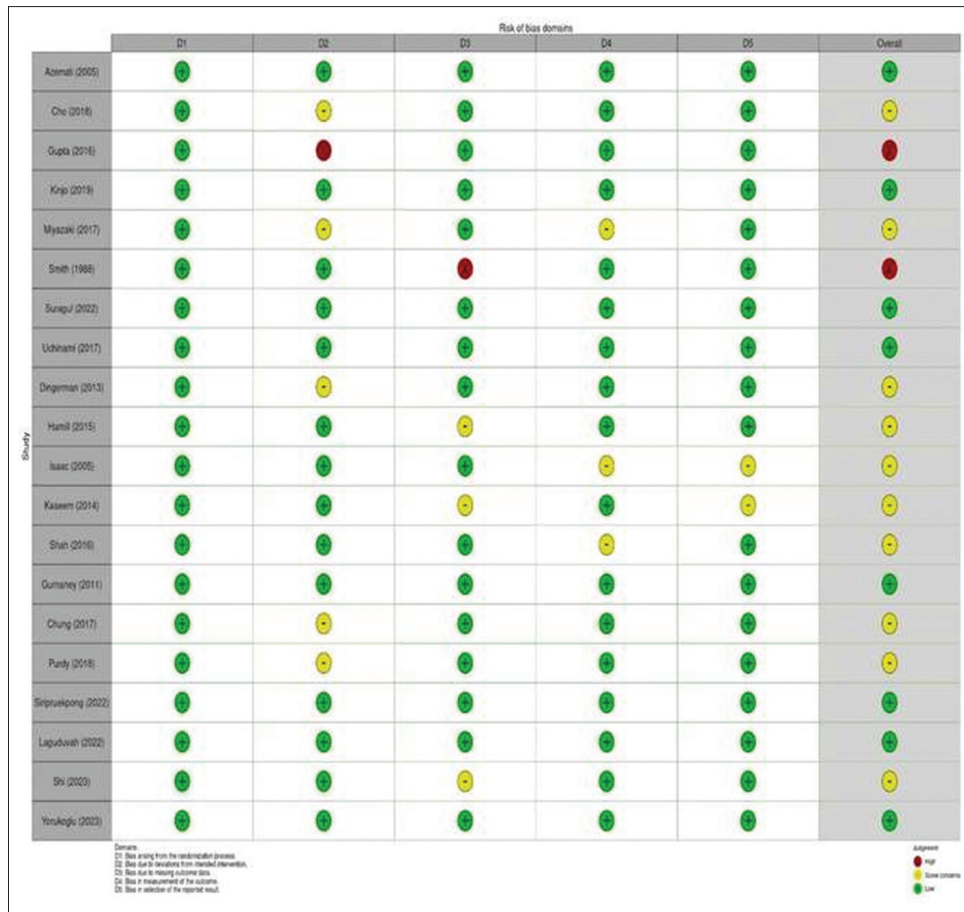 Risk of bias domains
D1 D2 D3 D4 D5 Overall
Study
Azemati (2005) + + + + + +
Cho (2018) + - + + + -
Gupta (2016) + + + +
Kinjo (2019) + + + + + +
Miyazaki (2017) + - + - + -
Smith (1988) + + X + + X
Suragul (2022) + + + + + +
Uchinami (2017) + + + + + +
Dingerman (2013) + - + + + -
Hamill (2015) + + - + + -
Isaac (2005) + + + - - -
Kaseem (2014) + + - + - -
Shah (2016) + + + - + -
Gurnaney (2011) + + + + + +
Chung (2017) + - + + + -
Purdy (2018) + - + + + -
Siripruekpong (2022) + + + + + +
Laguduvah (2022) + + + + + +
Shi (2023) + + - + + -
Yorukoglu (2023) + + + + + +
Domains:
D1: Bias arising from the randomization process.
D2: Bias due to deviations from intended intervention.
D3: Bias due to missing outcome data.
D4: Bias in measurement of the outcome.
D5: Bias in selection of the reported result.
Judgement
High
Some concerns
Low